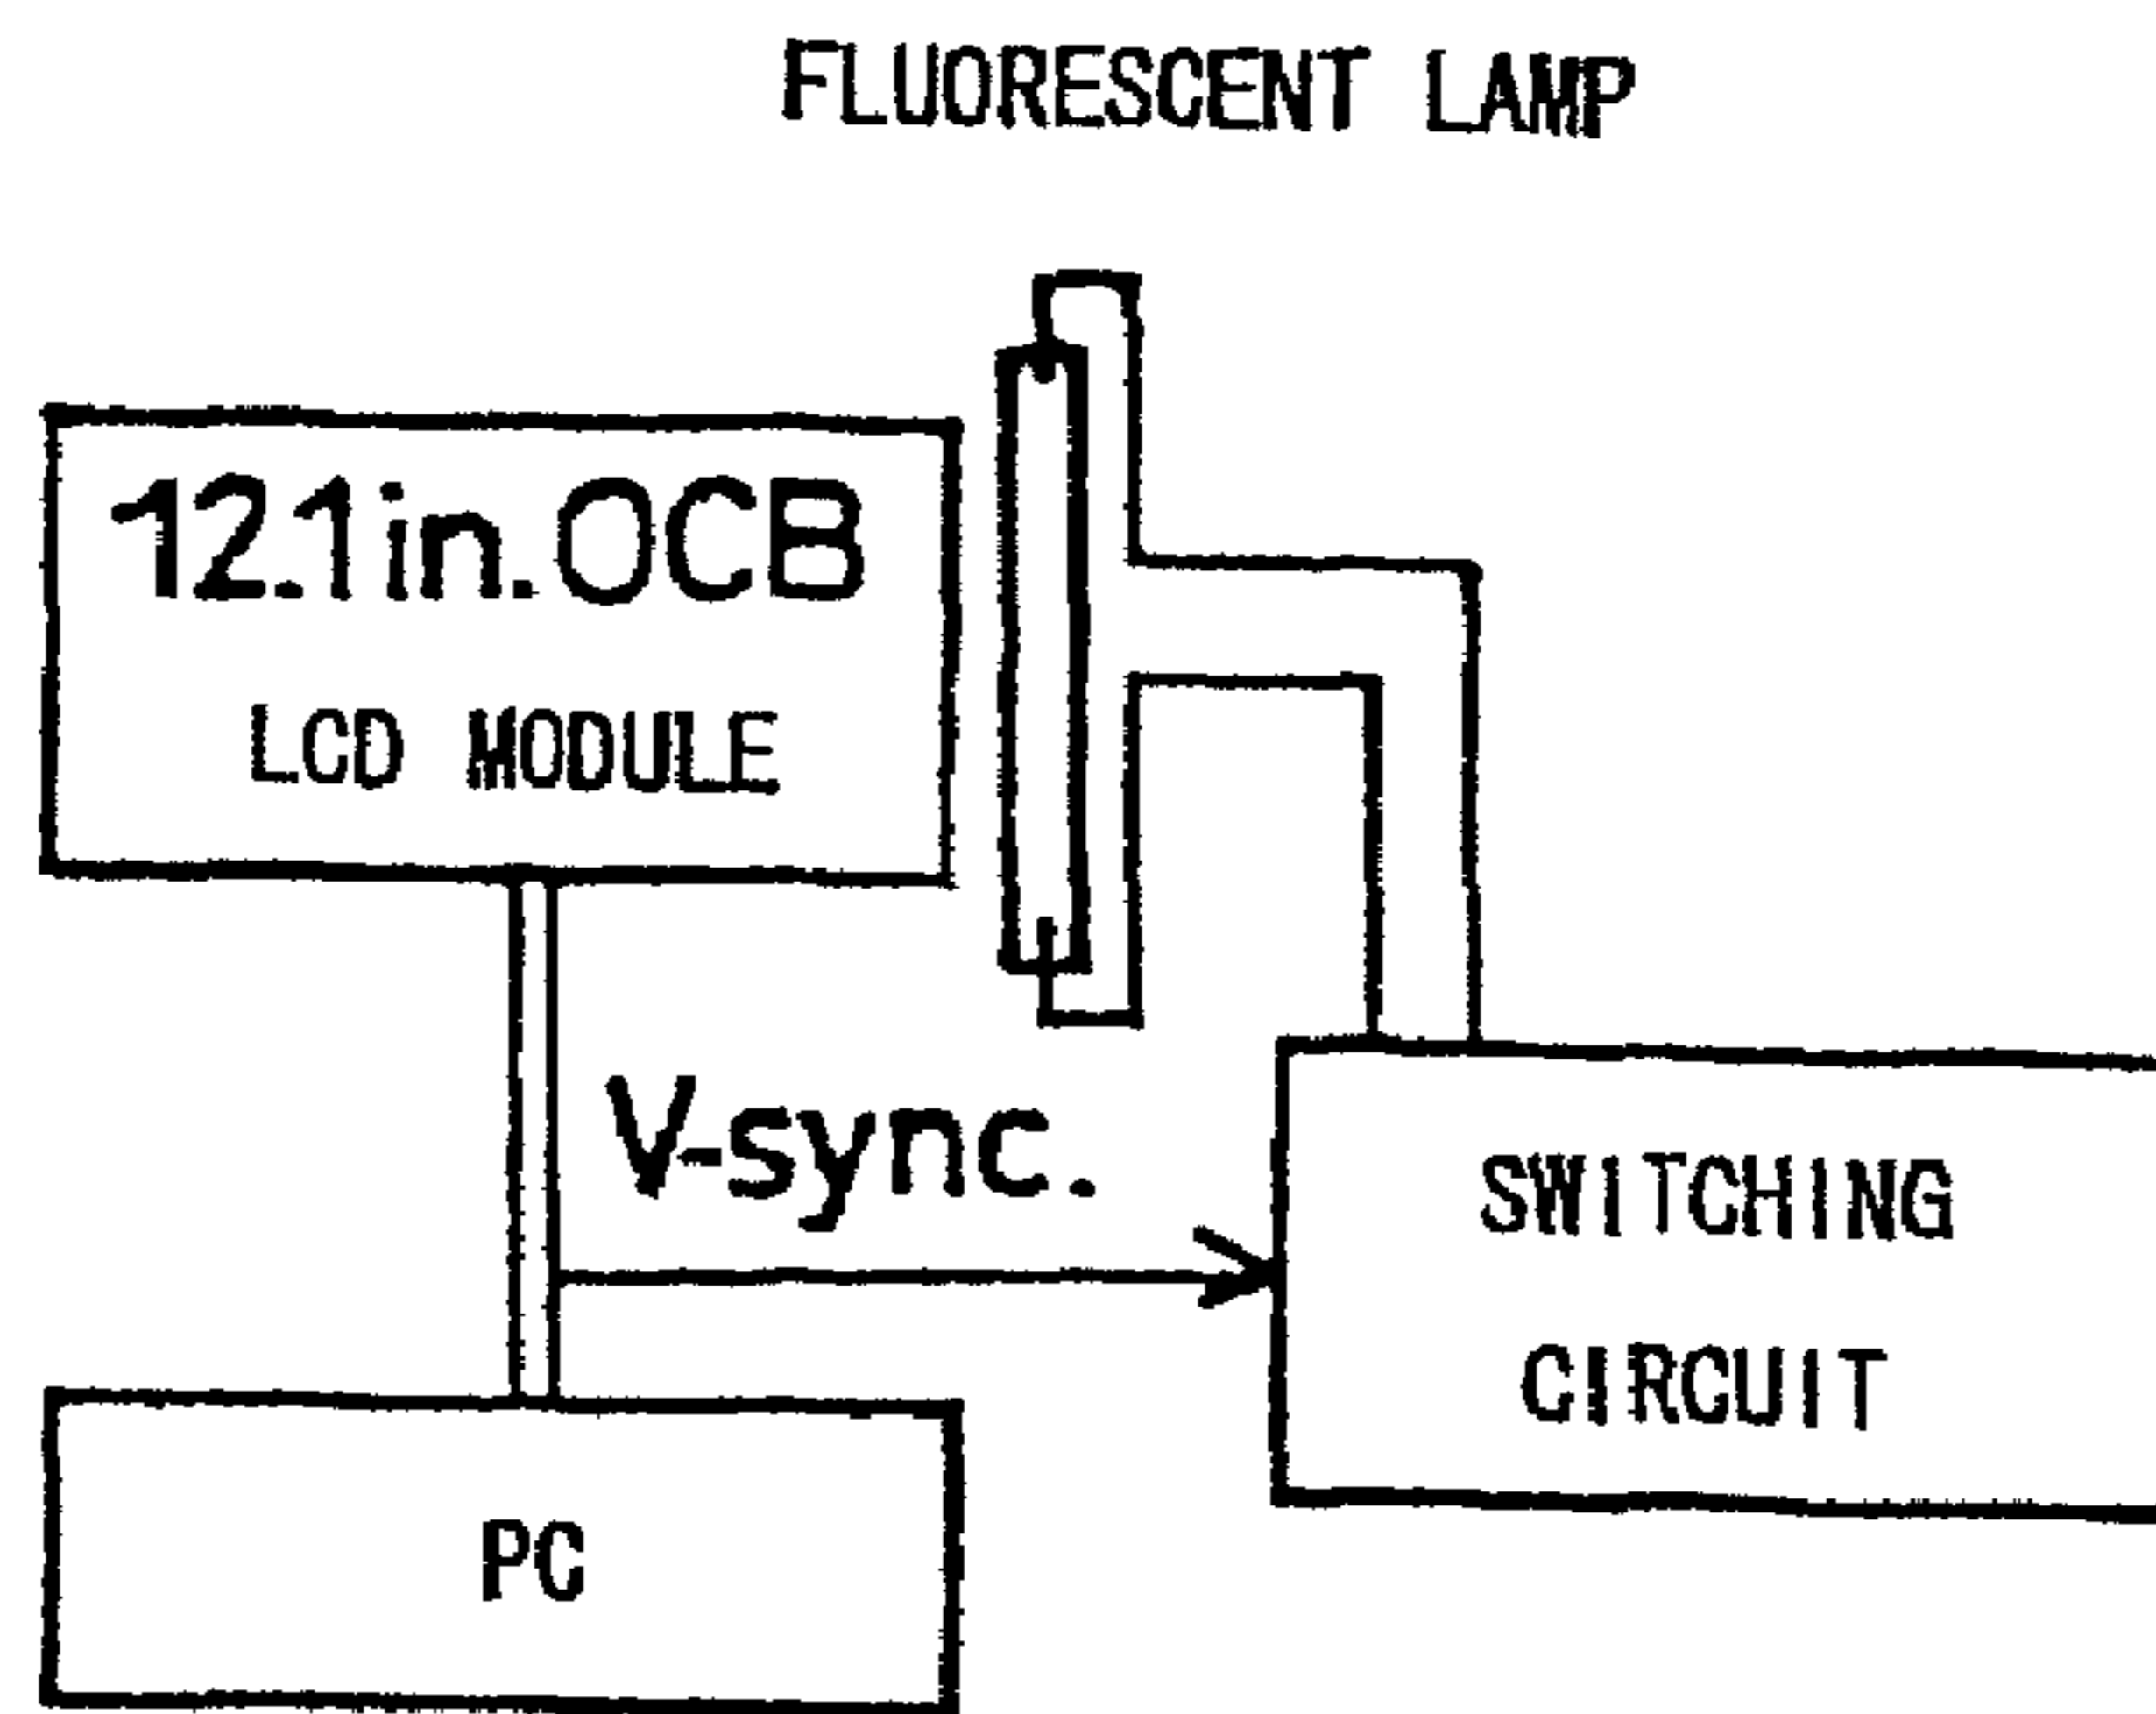 FLUORESCENT LAMP
12.1in.OCB
LCD MODULE
V-sync.
SWITCHING
CIRCUIT
PC